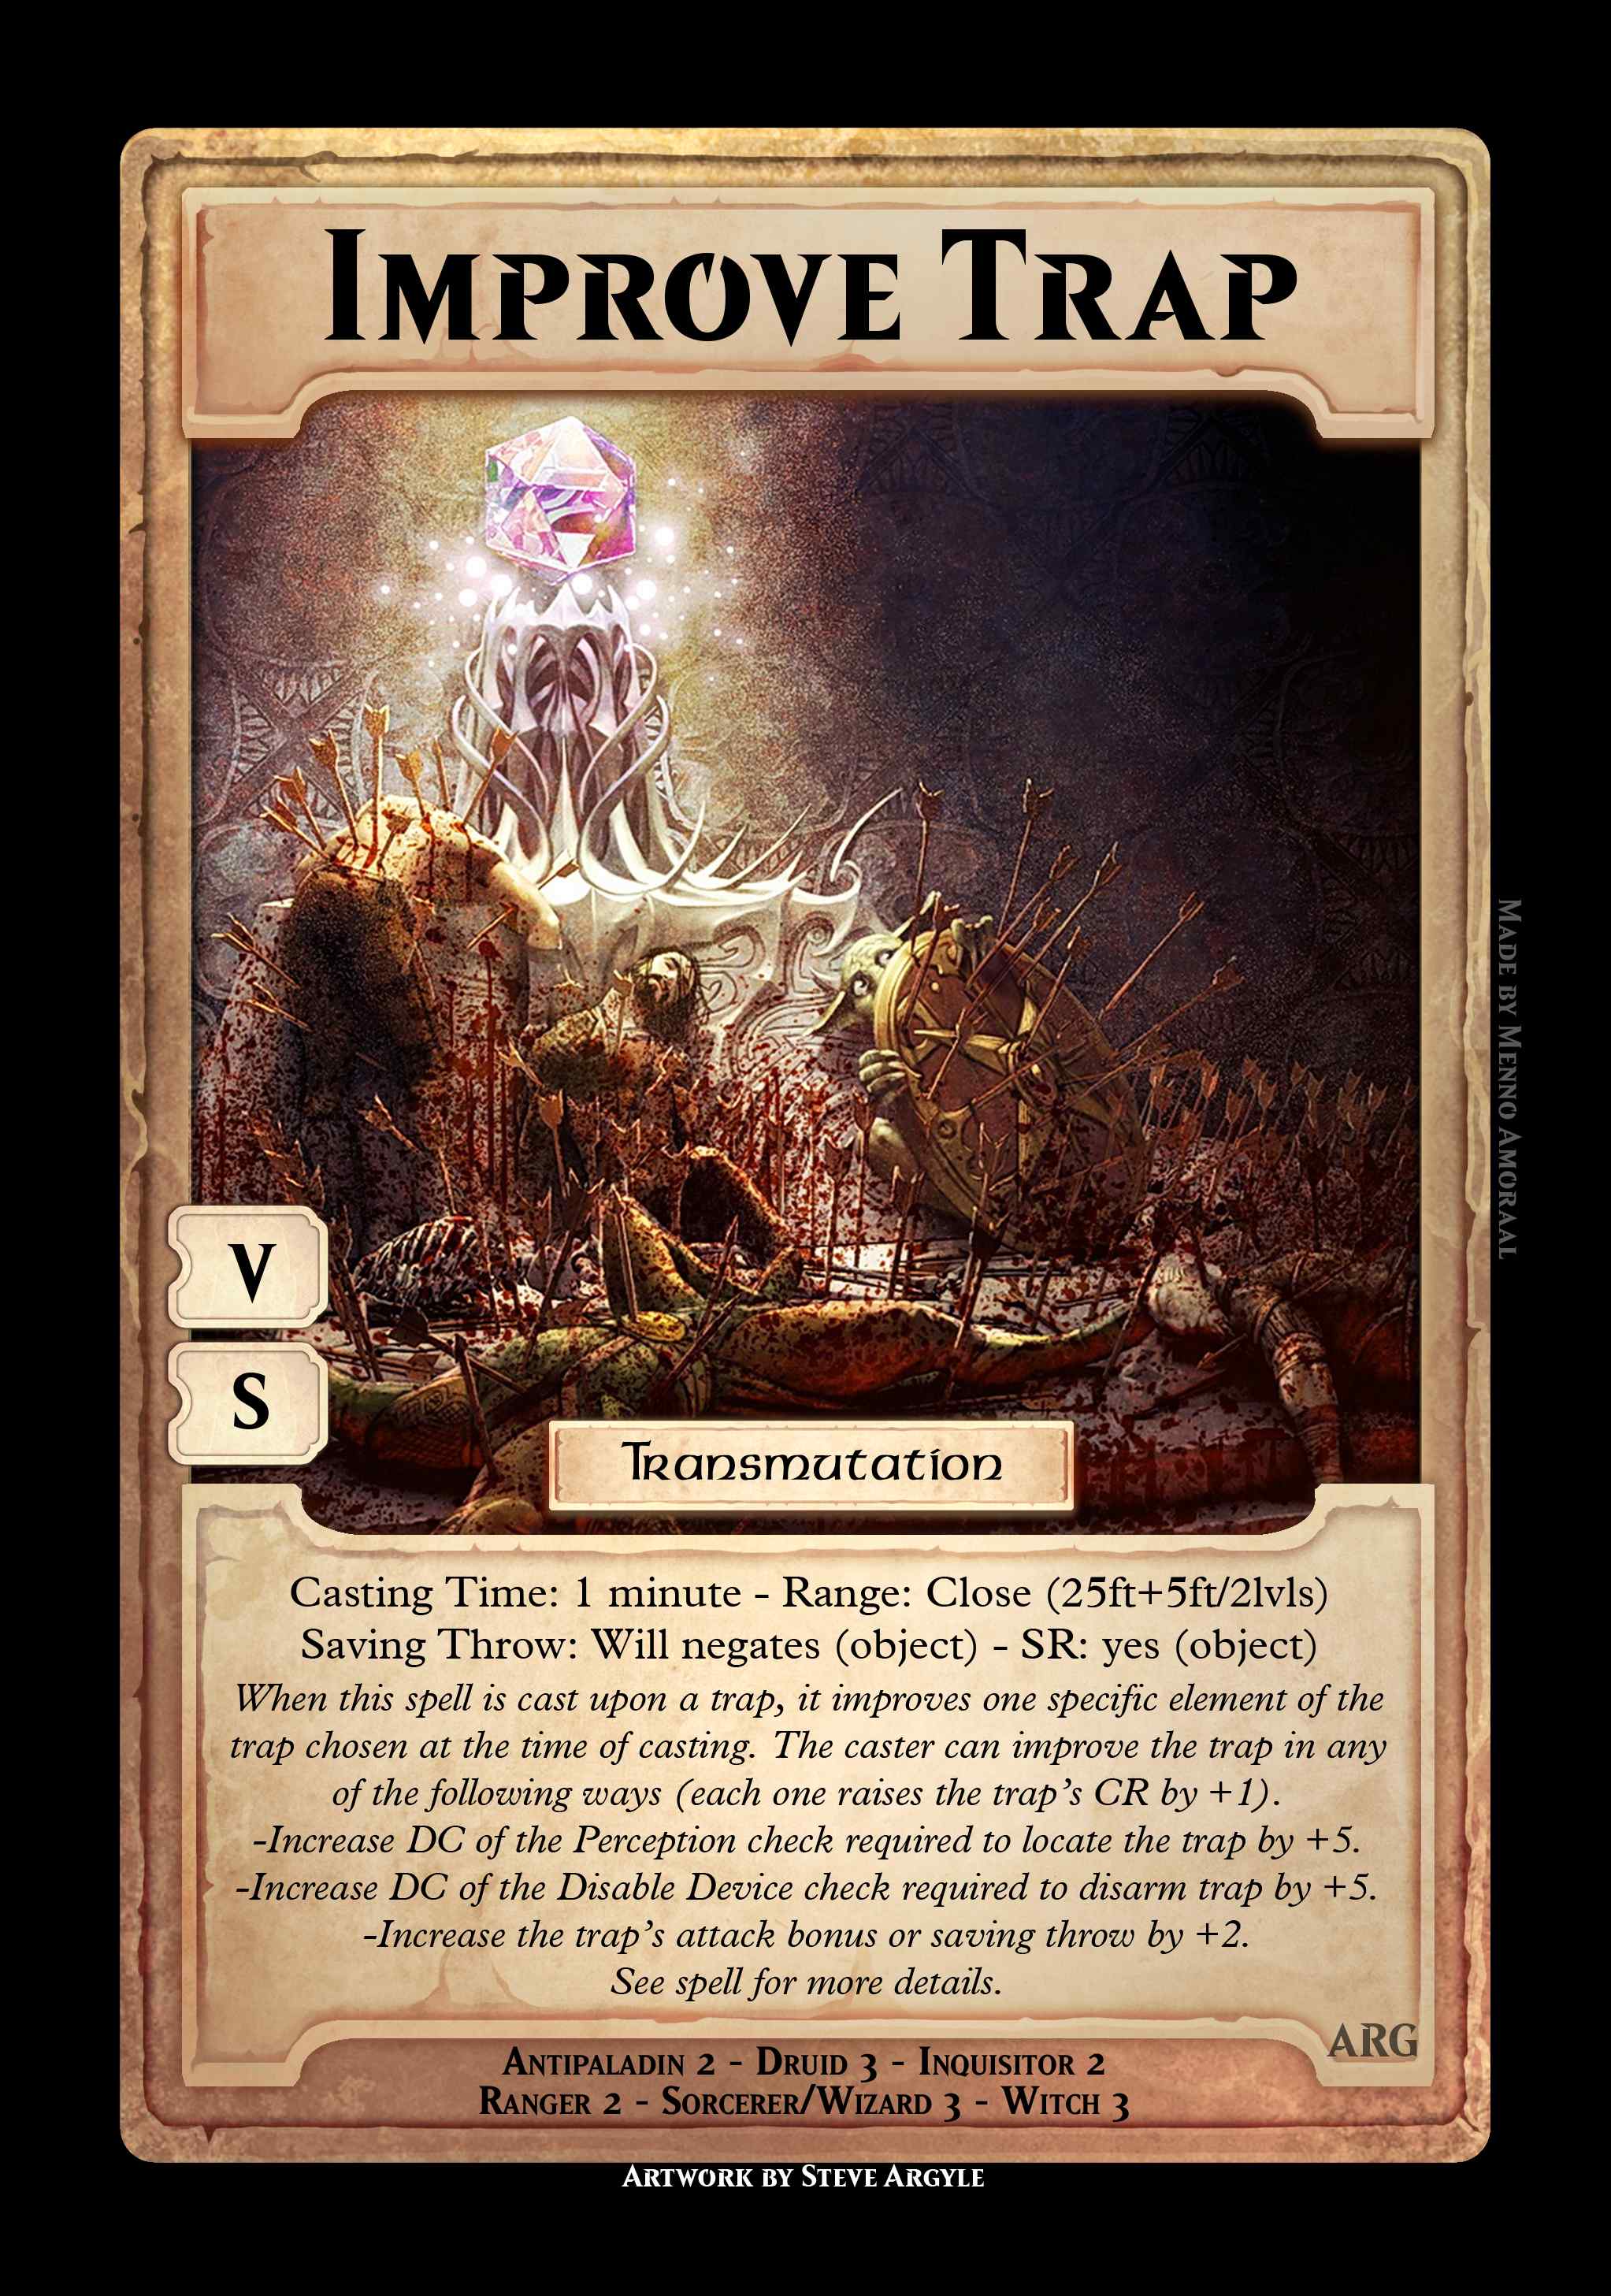 Improve Trap
V
S
Transmutation
Casting Time: 1 minute - Range: Close (25ft+5ft/2lvls)
Saving Throw: Will negates (object) - SR: yes (object)
When this spell is cast upon a trap, it improves one specific element of the
trap chosen at the time of casting. The caster can improve the trap in any
of the following ways (each one raises the trap's CR by +1).
-Increase DC of the Perception check required to locate the trap by +5.
-Increase DC of the Disable Device check required to disarm trap by +5.
-Increase the trap's attack bonus or saving throw by +2.
See spell for more details.
ARG
Antipaladin 2 - Druid 3 - Inquisitor 2
Ranger 2 - Sorcerer/Wizard 3 - Witch 3
Artwork by Steve Argyle
Made by Menno Amoraal